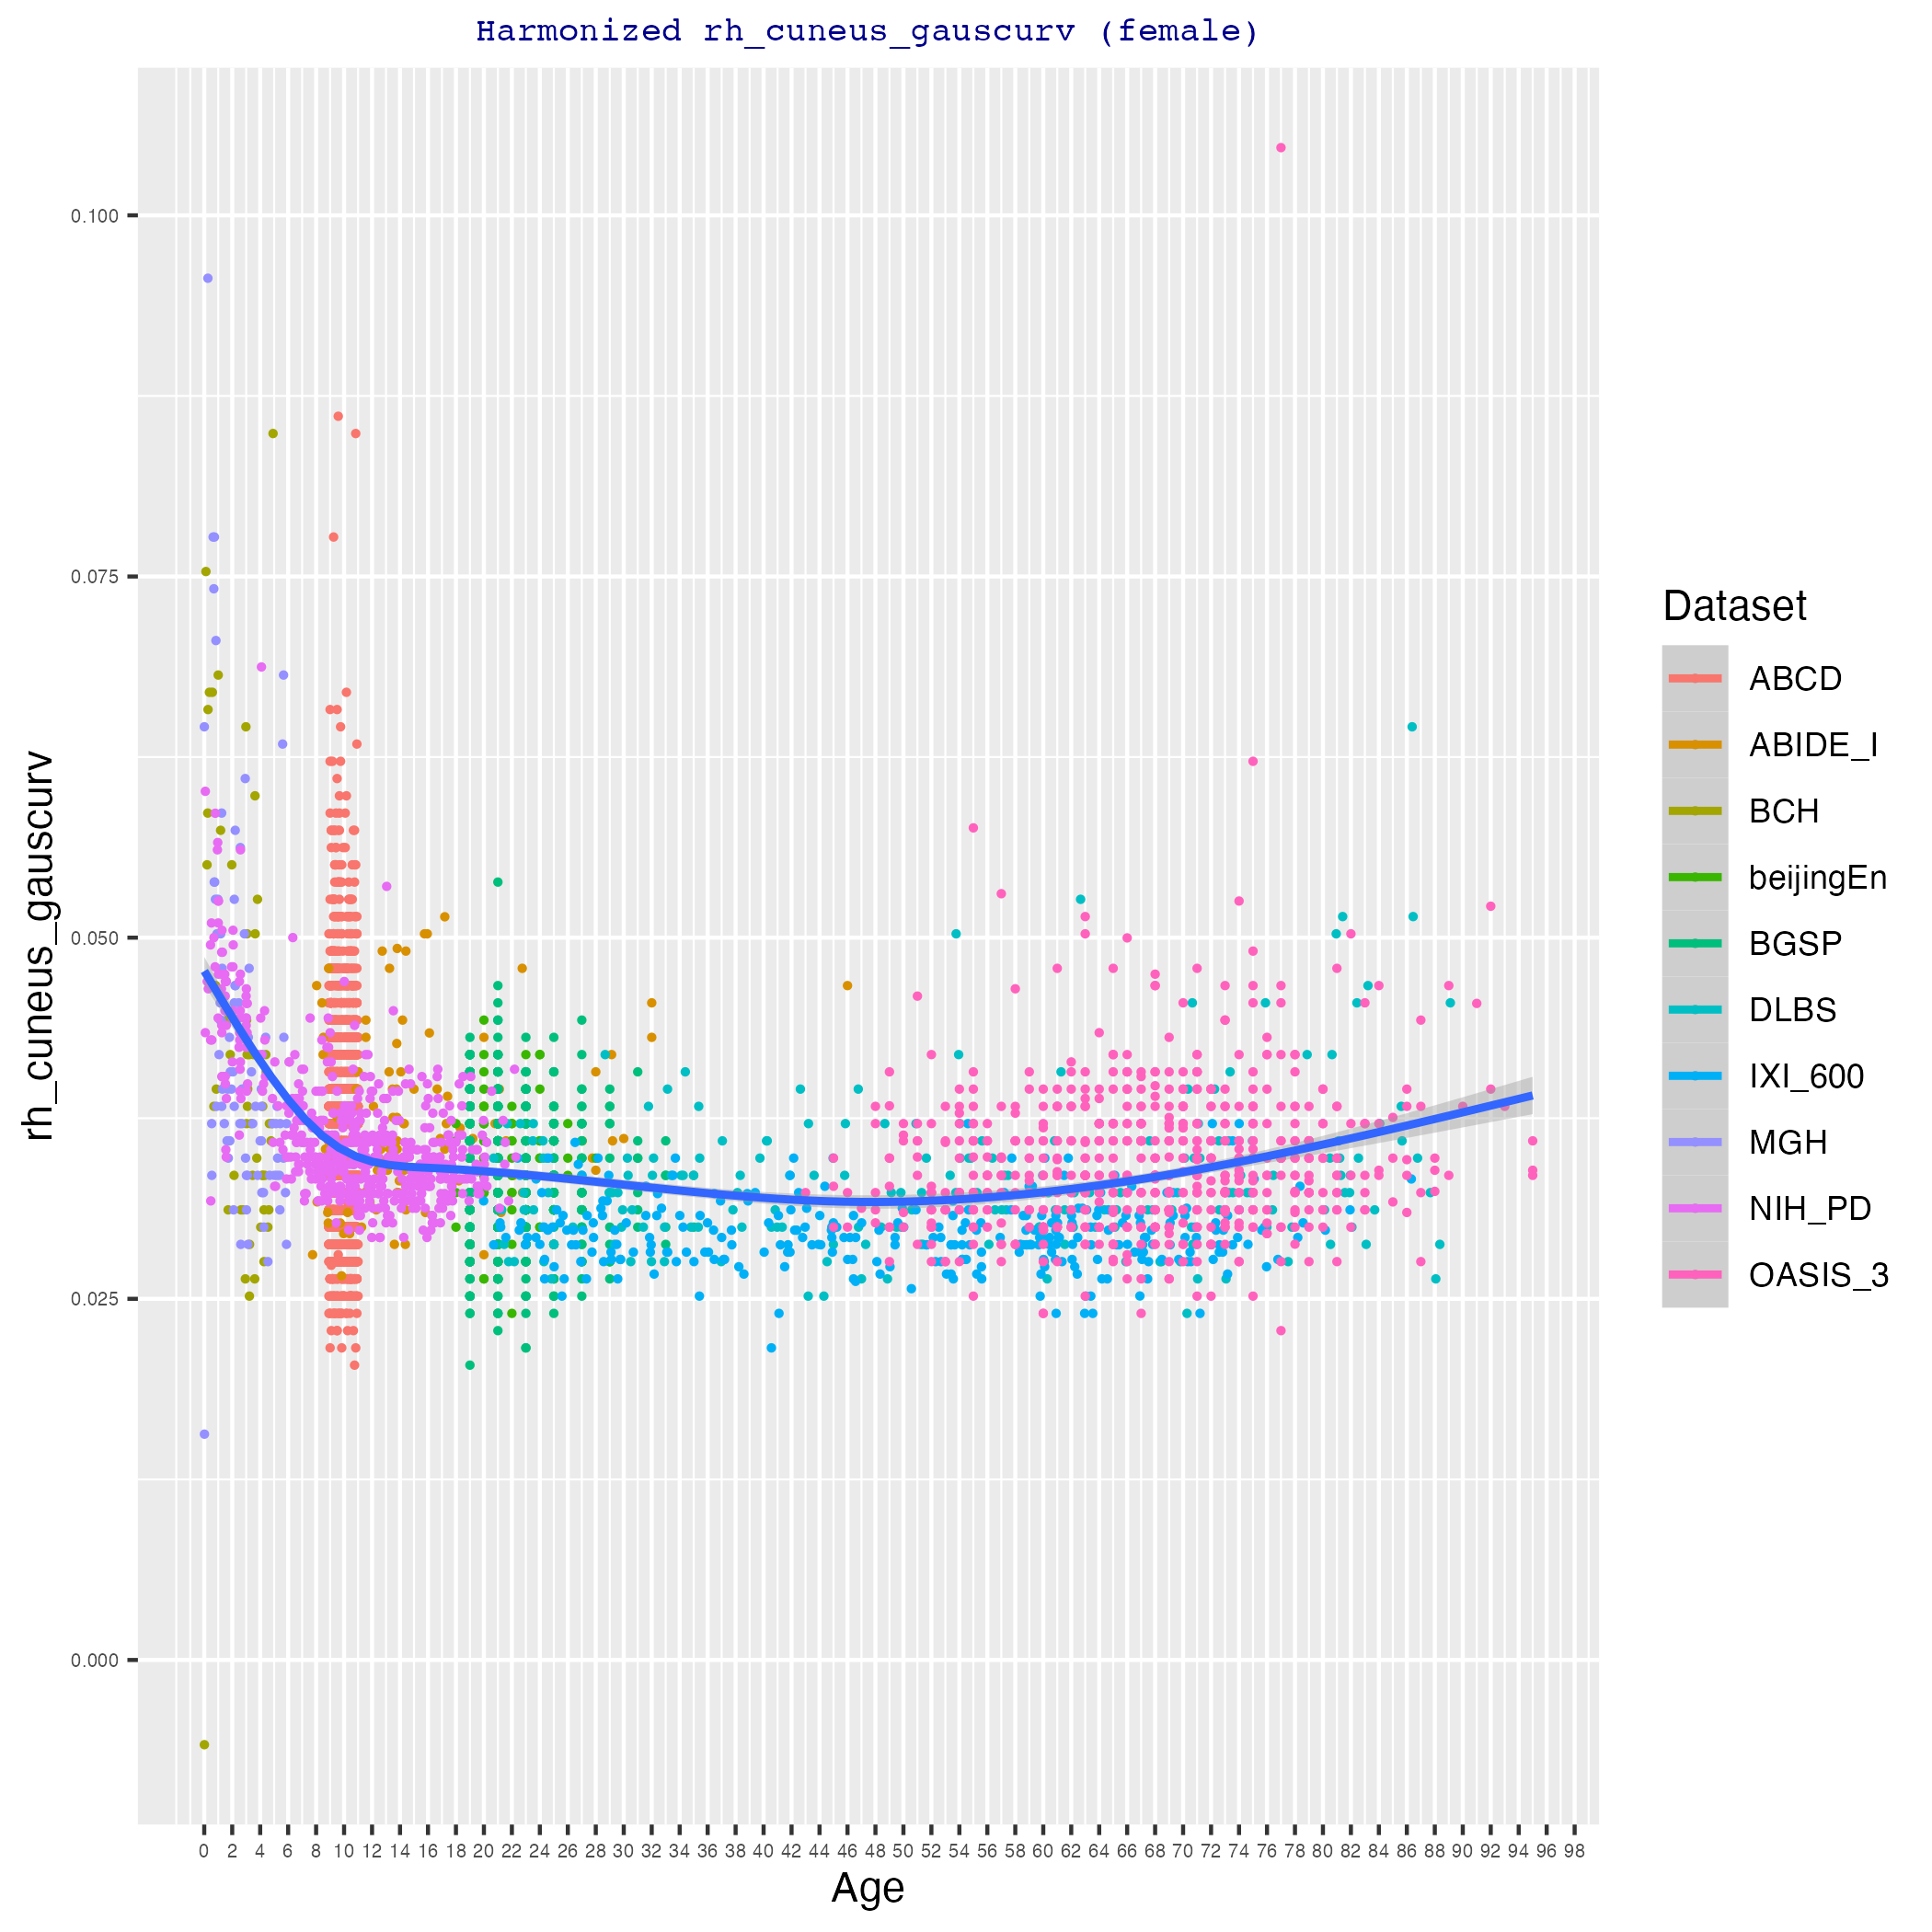 Harmonized rh_cuneus_gauscurv (female)
0.100
0.075
0.050
0.025
0.000
rh_cuneus_gauscurv
0 2 4 6 8 10 12 14 16 18 20 22 24 26 28 30 32 34 36 38 40 42 44 46 48 50 52 54 56 58 60 62 64 66 68 70 72 74 76 78 80 82 84 86 88 90 92 94 96 98
Age
Dataset
ABCD
ABIDE_I
BCH
beijingEn
BGSP
DLBS
IXI_600
MGH
NIH_PD
OASIS_3